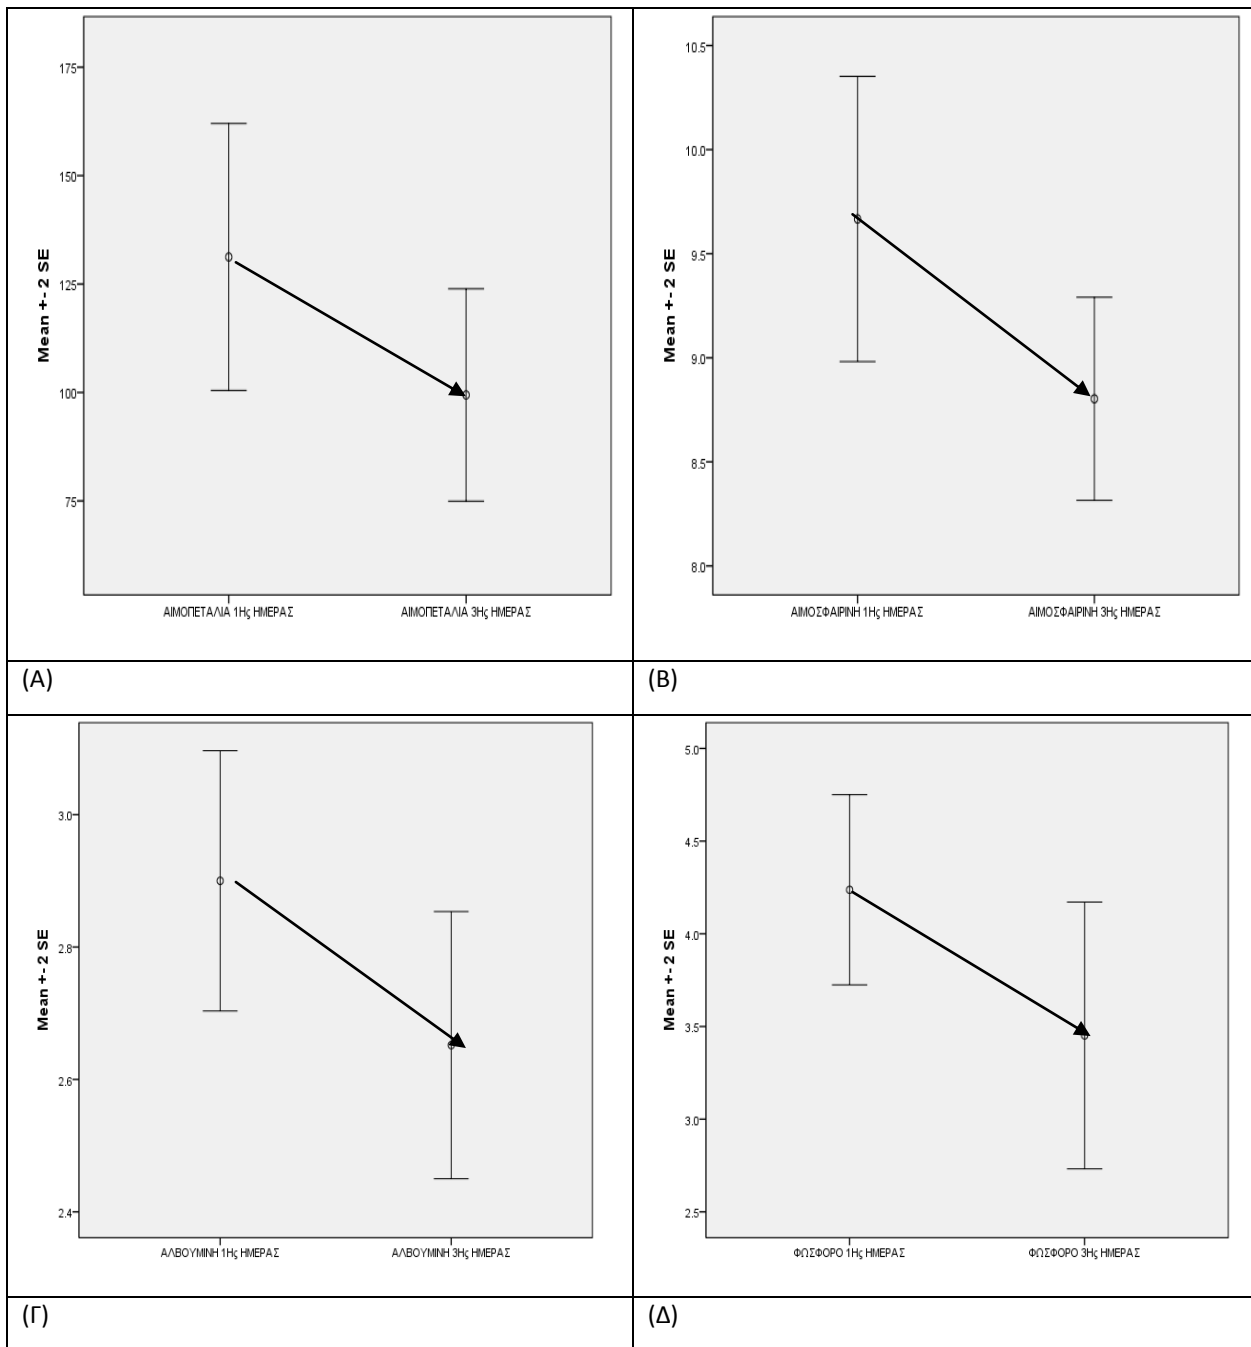 175
150
125
100
75
Mean +- 2 SE
ΑΙΜΟΠΕΤΑΛΙΑ 1Ης ΗΜΕΡΑΣ ΑΙΜΟΠΕΤΑΛΙΑ 3Ης ΗΜΕΡΑΣ
10.5
10.0
9.5
9.0
8.5
8.0
Mean +- 2 SE
ΑΙΜΟΣΦΑΙΡΙΝΗ 1Ης ΗΜΕΡΑΣ ΑΙΜΟΣΦΑΙΡΙΝΗ 3Ης ΗΜΕΡΑΣ
(Α)
(Β)
3.0
2.8
2.6
2.4
Mean +- 2 SE
ΑΛΒΟΥΜΙΝΗ 1Ης ΗΜΕΡΑΣ ΑΛΒΟΥΜΙΝΗ 3Ης ΗΜΕΡΑΣ
5.0
4.5
4.0
3.5
3.0
2.5
Mean +- 2 SE
ΦΩΣΦΟΡΟ 1Ης ΗΜΕΡΑΣ ΦΩΣΦΟΡΟ 3Ης ΗΜΕΡΑΣ
(Γ)
(Δ)